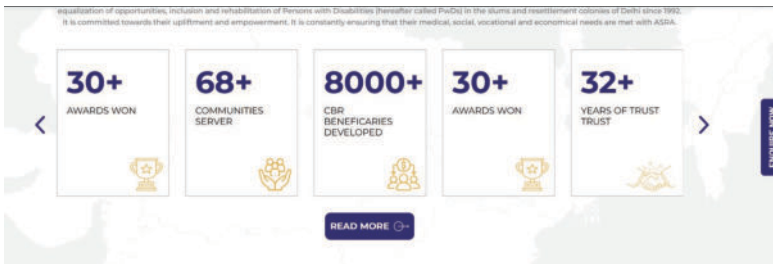 equalization of opportunities, inclusion and rehabilitation of Persons with Disabilities (hereafter called PwDs) in the slums and resettlement colonies of Delhi since 1992.
It is committed towards their upliftment and empowerment. It is constantly ensuring that their medical, social, vocational and economical needs are met with ASRA.
30+
AWARDS WON
68+
COMMUNITIES
SERVER
8000+
CBR
BENEFICARIES
DEVELOPED
30+
AWARDS WON
32+
YEARS OF TRUST
TRUST
ENQUIRE NOW
READ MORE